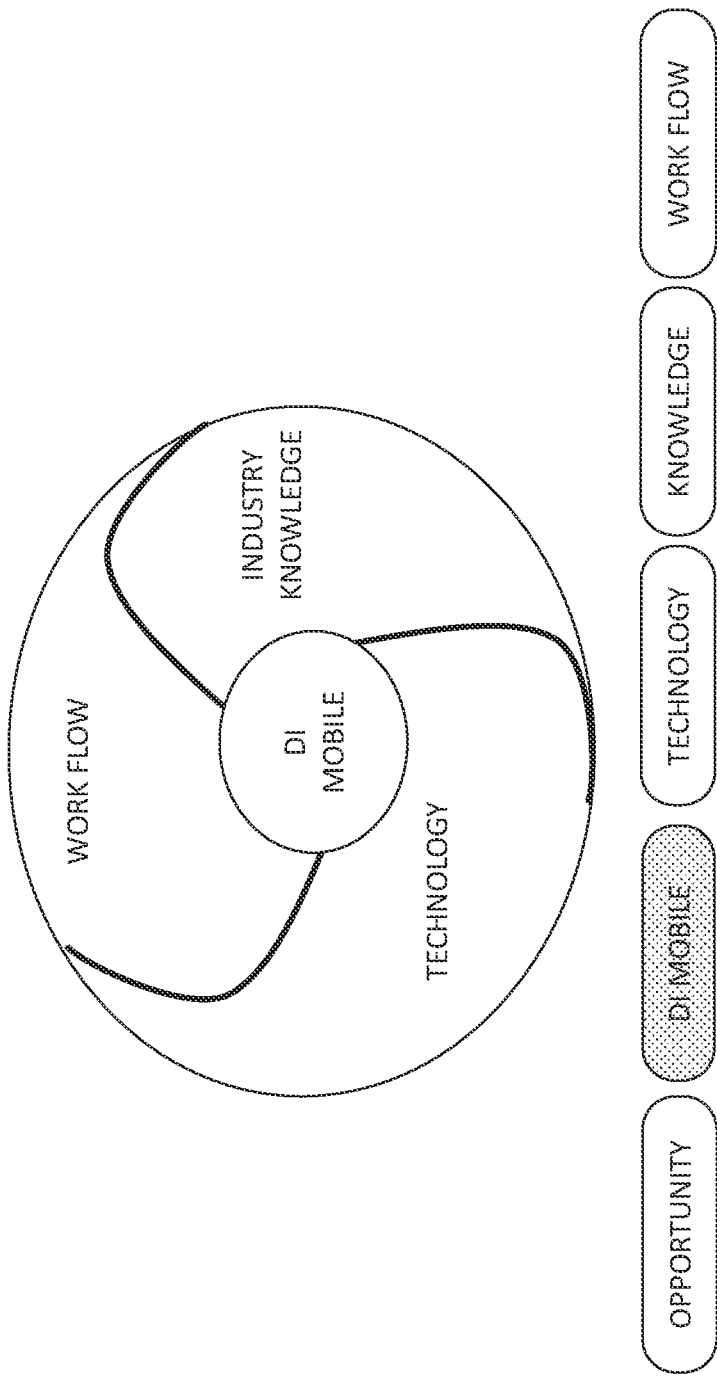 WORK FLOW
INDUSTRY
KNOWLEDGE
DI
MOBILE
TECHNOLOGY
OPPORTUNITY
DI MOBILE
TECHNOLOGY
KNOWLEDGE
WORK FLOW